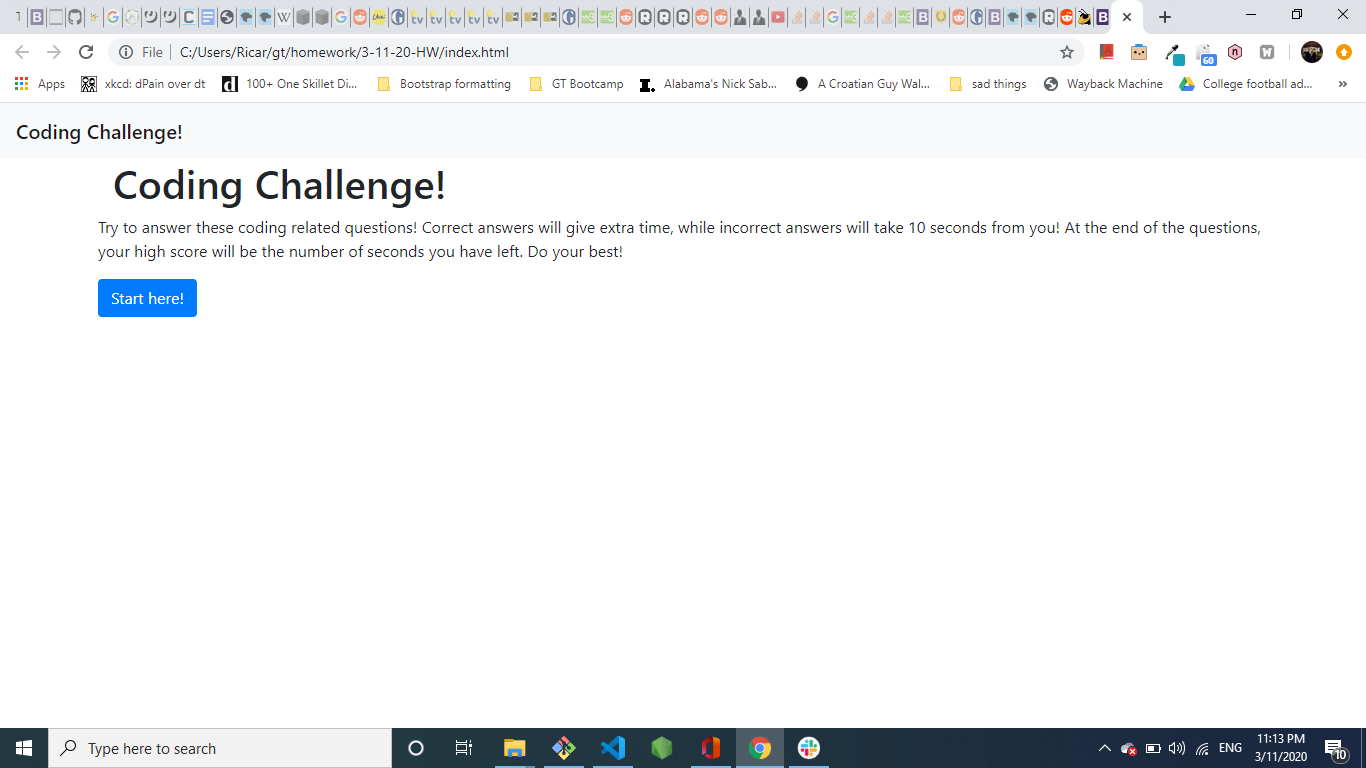 File C:/Users/Ricar/gt/homework/3-11-20-HW/index.html
60
Apps xkcd: dPain over dt 100+ One Skillet Di... Bootstrap formatting GT Bootcamp Alabama's Nick Sab... A Croatian Guy Wal... sad things Wayback Machine College football ad... »
Coding Challenge!
Coding Challenge!
Try to answer these coding related questions! Correct answers will give extra time, while incorrect answers will take 10 seconds from you! At the end of the questions,
your high score will be the number of seconds you have left. Do your best!
Start here!
Type here to search
ENG
11:13 PM
3/11/2020
10